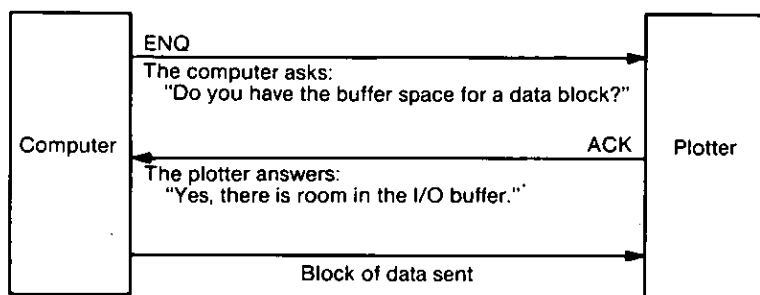 ENQ
The computer asks:
"Do you have the buffer space for a data block?"
Computer
ACK
Plotter
The plotter answers:
"Yes, there is room in the I/O buffer."
Block of data sent